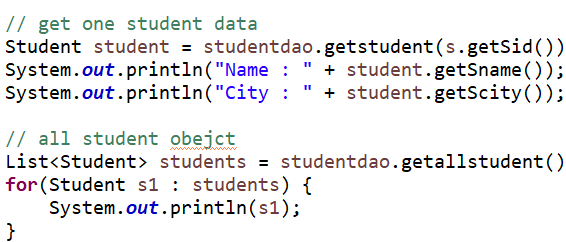 // get one student data
Student student = studentdao.getstudent(s.getSid())
System.out.println("Name : " + student.getSname());
System.out.println("City : " + student.getScity());
// all student obejct
List<Student> students = studentdao.getallstudent()
for(Student s1 : students) {
    System.out.println(s1);
}